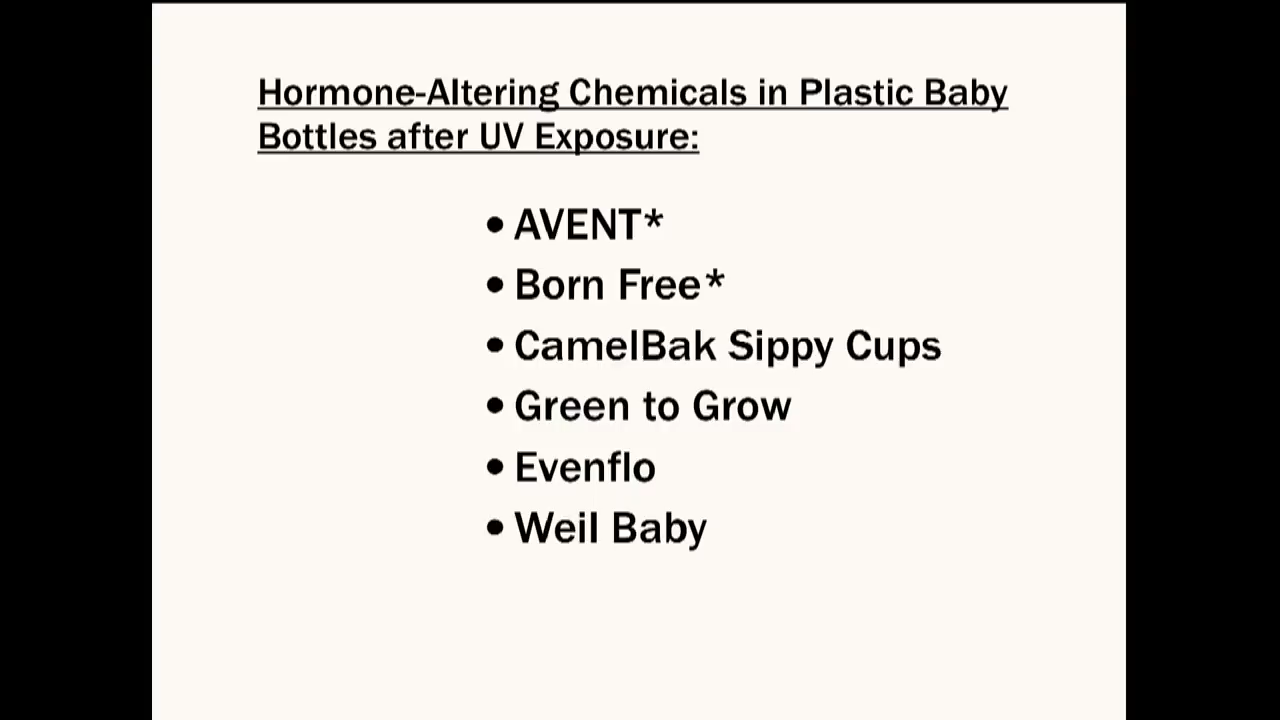 Hormone-Altering Chemicals in Plastic Baby
Bottles after UV Exposure:
• AVENT*
• Born Free*
• CamelBak Sippy Cups
• Green to Grow
• Evenflo
• Weil Baby